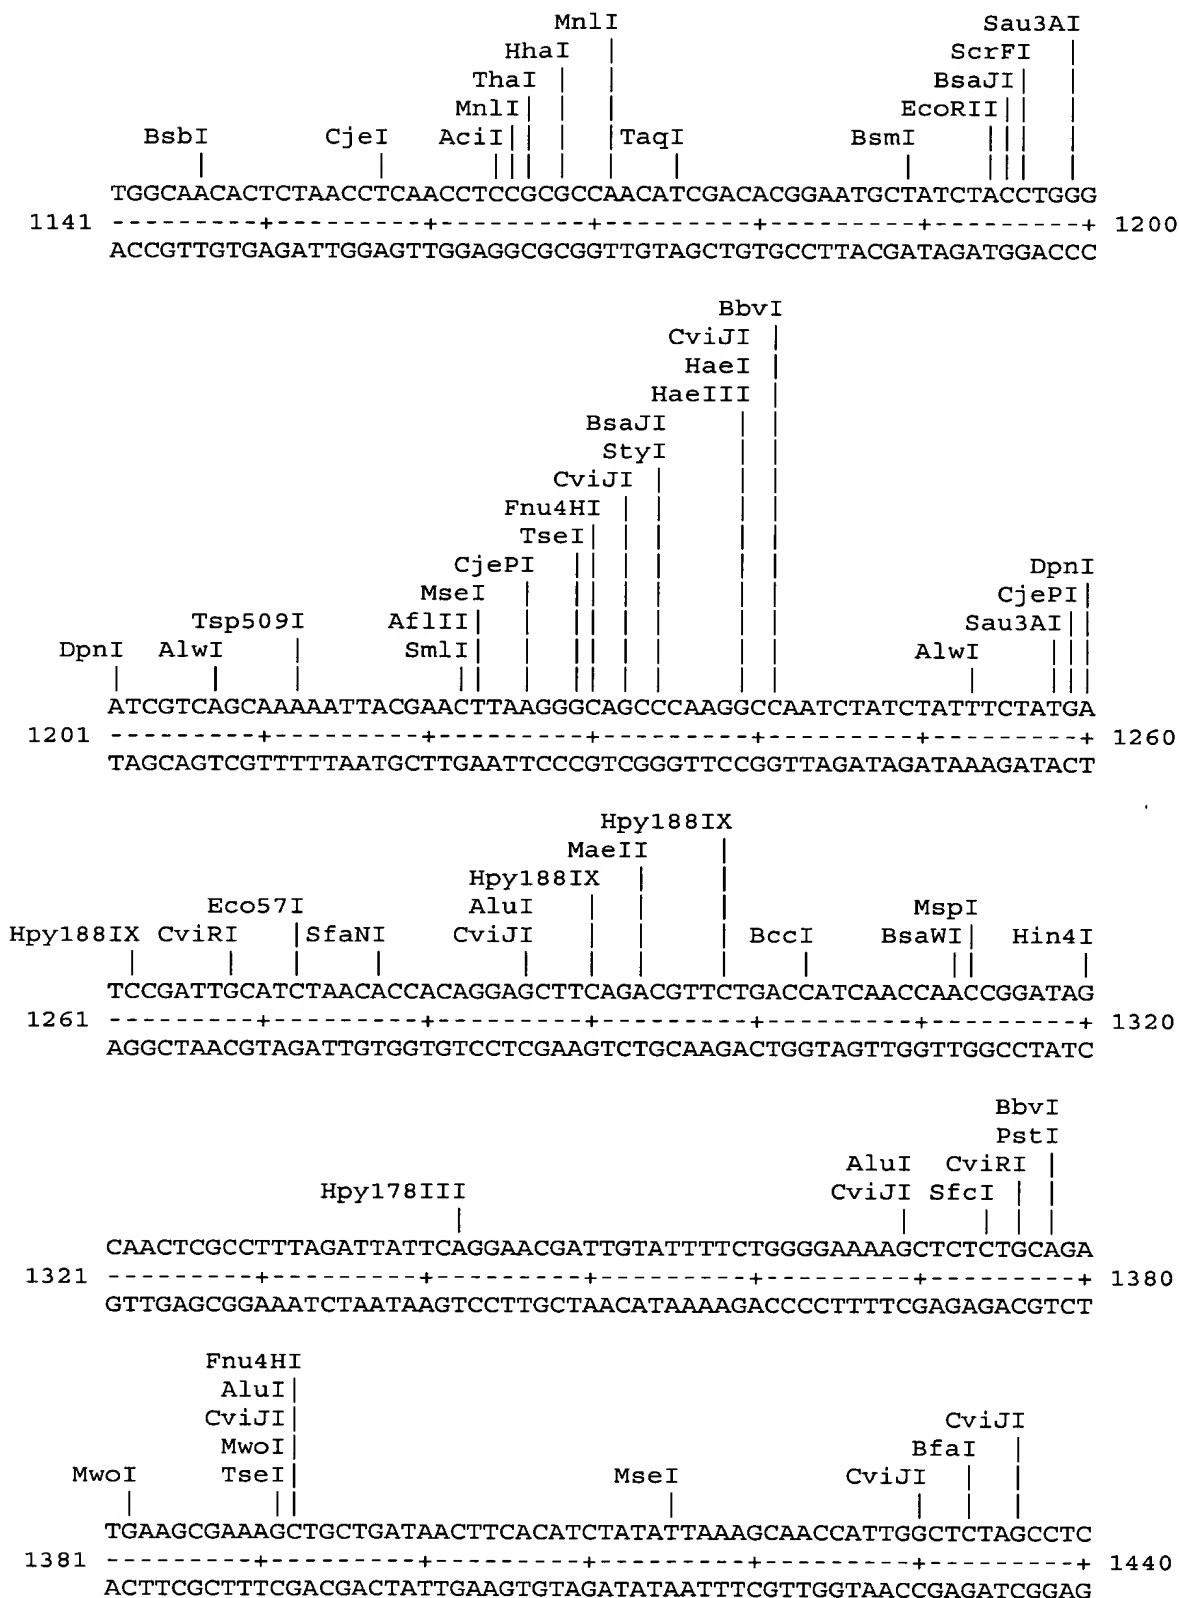 MnlI Sau3AI
HhaI ScrFI
ThaI BsaJI
MnlI EcoRII
BsbI CjeI AciI TaqI BsmI
TGGCAACACTCTAACCTCAACCTCCGCGCCAACATCGACACGGAATGCTATCTACCTGGG
1141 ---------+---------+---------+---------+---------+---------+ 1200
ACCGTTGTGAGATTGGAGTTGGAGGCGCGGTTGTAGCTGTGCCTTACGATAGATGGACCC
BbvI
CviJI
HaeI
HaeIII
BsaJI
StyI
CviJI
Fnu4HI
TseI
CjePI DpnI
MseI CjePI
Tsp509I AflII Sau3AI
DpnI AlwI SmlI AlwI
ATCGTCAGCAAAAATTACGAACTTAAGGGCAGCCCAAGGCCAATCTATCTATTTCTATGA
1201 ---------+---------+---------+---------+---------+---------+ 1260
TAGCAGTCGTTTTTAATGCTTGAATTCCCGTCGGGTTCCGGTTAGATAGATAAAGATACT
Hpy188IX
MaeII
Hpy188IX
Eco57I AluI MspI
Hpy188IX CviRI SfaNI CviJI BccI BsaWI Hin4I
TCCGATTGCATCTAACACCACAGGAGCTTCAGACGTTCTGACCATCAACCAACCGGATAG
1261 ---------+---------+---------+---------+---------+---------+ 1320
AGGCTAACGTAGATTGTGGTGTCCTCGAAGTCTGCAAGACTGGTAGTTGGTTGGCCTATC
BbvI
PstI
AluI CviRI
Hpy178III CviJI SfcI
CAACTCGCCTTTAGATTATTCAGGAACGATTGTATTTTCTGGGGAAAAGCTCTCTGCAGA
1321 ---------+---------+---------+---------+---------+---------+ 1380
GTTGAGCGGAAATCTAATAAGTCCTTGCTAACATAAAAGACCCCTTTTCGAGAGACGTCT
Fnu4HI
AluI
CviJI CviJI
MwoI BfaI
MwoI TseI MseI CviJI
TGAAGCGAAAGCTGCTGATAACTTCACATCTATATTAAAGCAACCATTGGCTCTAGCCTC
1381 ---------+---------+---------+---------+---------+---------+ 1440
ACTTCGCTTTCGACGACTATTGAAGTGTAGATATAATTTCGTTGGTAACCGAGATCGGAG